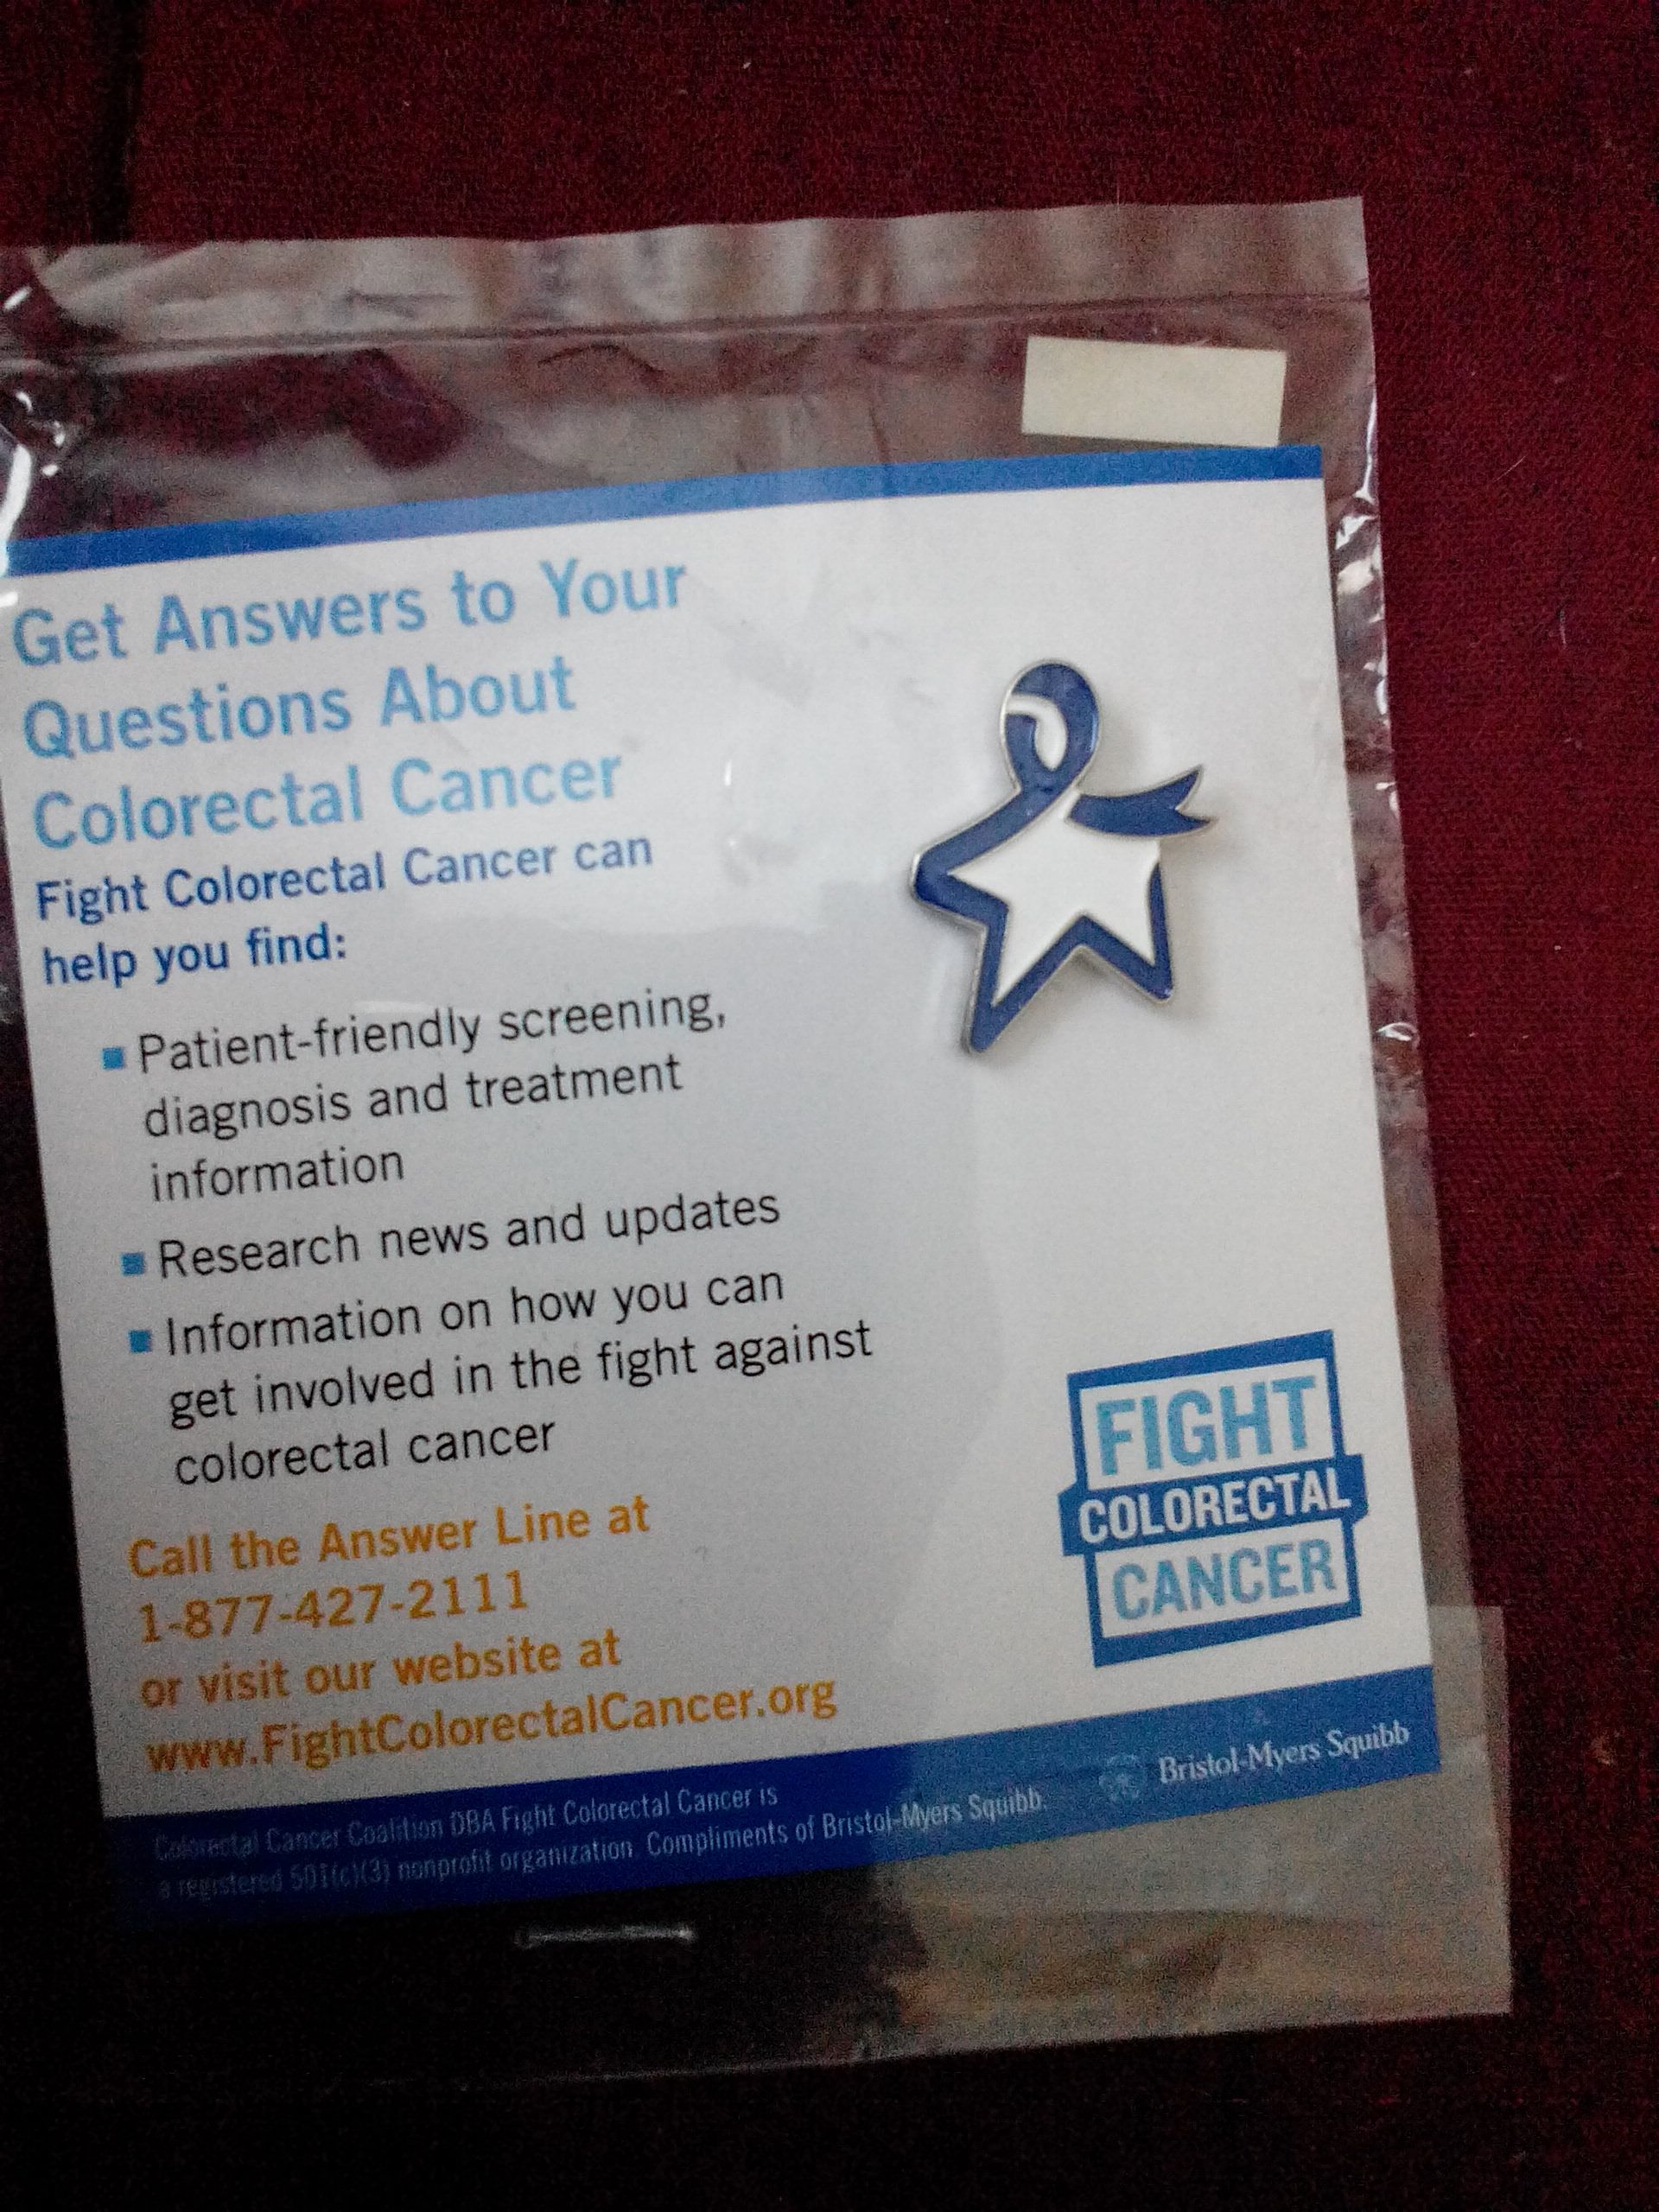 Get Answers to Your
Questions About
Colorectal Cancer
Fight Colorectal Cancer can
help you find:
▪ Patient-friendly screening,
diagnosis and treatment
information
▪ Research news and updates
▪ Information on how you can
get involved in the fight against
colorectal cancer
Call the Answer Line at
1-877-427-2111
or visit our website at
www.FightColorectalCancer.org
FIGHT
COLORECTAL
CANCER
Colorectal Cancer Coalition DBA Fight Colorectal Cancer is
a registered 501(c)(3) nonprofit organization. Compliments of Bristol-Myers Squibb.
Bristol-Myers Squibb